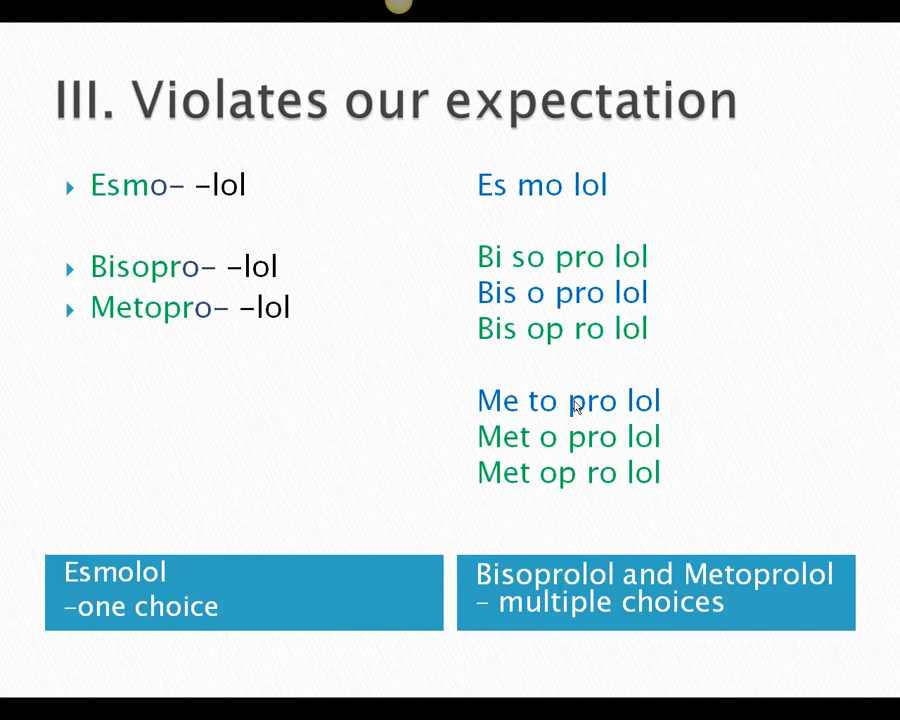 III. Violates our expectation
Esmo- -lol
Bisopro- -lol
Metopro- -lol
Es mo lol
Bi so pro lol
Bis o pro lol
Bis op ro lol
Me to pro lol
Met o pro lol
Met op ro lol
Esmolol
-one choice
Bisoprolol and Metoprolol
- multiple choices